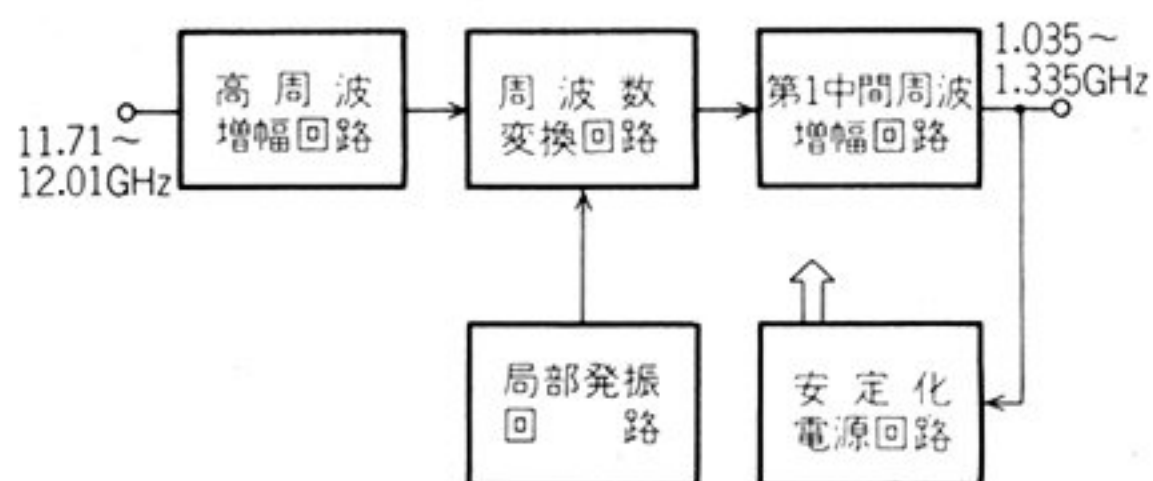 高周波
増幅回路
周波数
変換回路
第1中間周波
増幅回路
1.035〜
1.335GHz
11.71〜
12.01GHz
局部発振
回路
安定化
電源回路